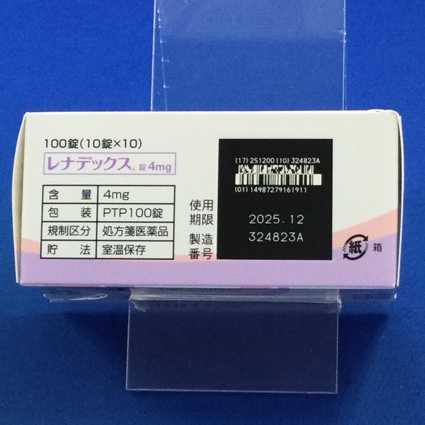 100錠(10錠×10)
レナデックス® 錠4mg
含 量 4mg
包 装 PTP100錠
規制区分 処方箋医薬品
貯 法 室温保存
(17) 251200 (10) 324823A
(01) 14987279161911
使用
期限
2025.12
製造
番号
324823A
紙 箱